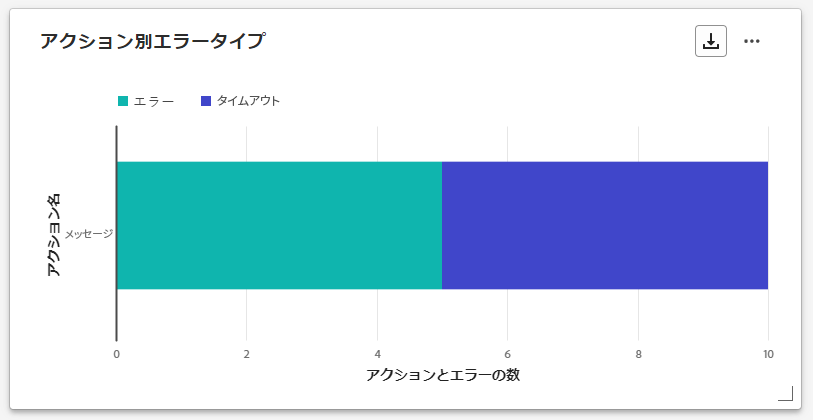 アクション別エラータイプ
エラー タイムアウト
アクション名
メッセージ
0 2 4 6 8 10
アクションとエラーの数